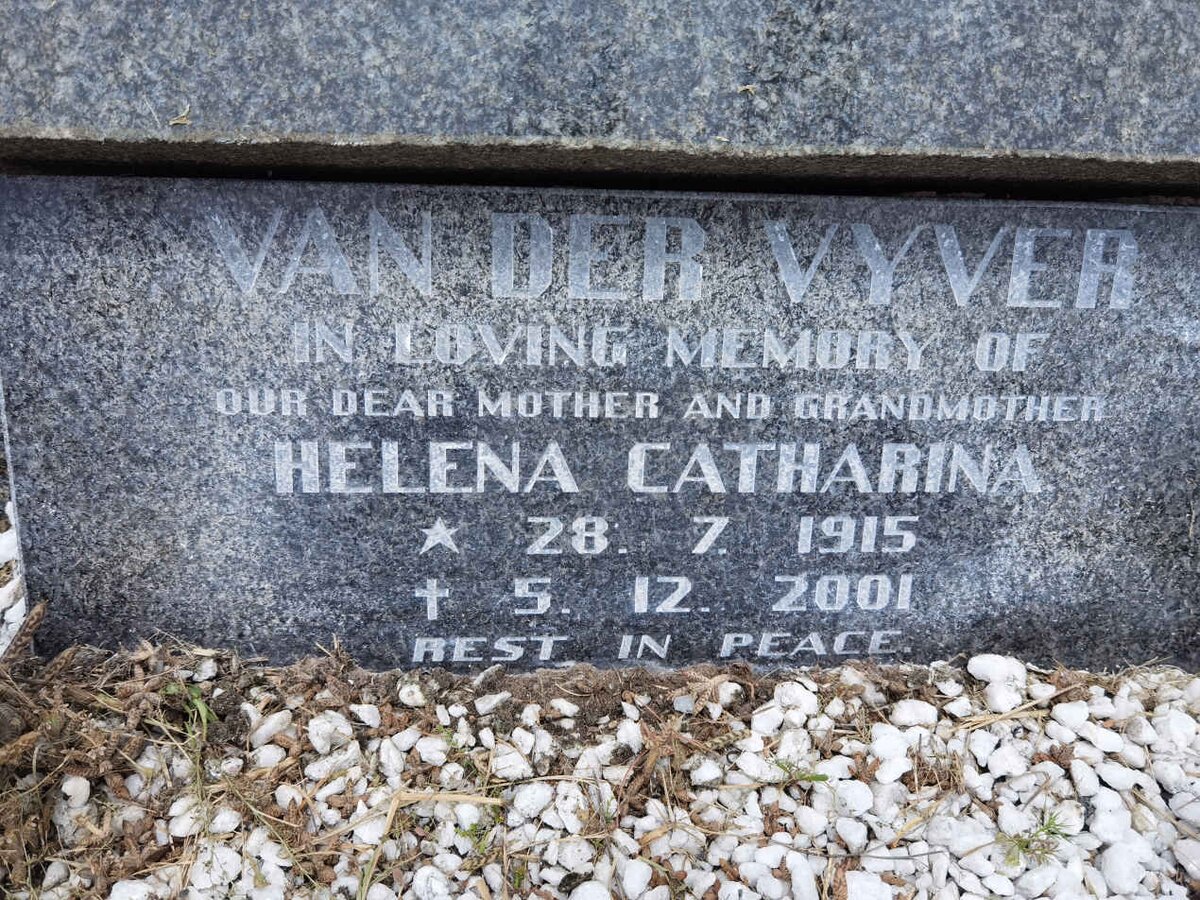 VAN DER VYVER
IN LOVING MEMORY OF
OUR DEAR MOTHER AND GRANDMOTHER
HELENA CATHARINA
★ 28. 7. 1915
✝ 5. 12. 2001
REST IN PEACE.